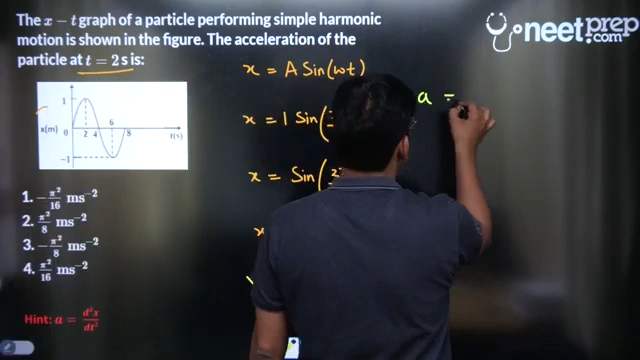 The x − t graph of a particle performing simple harmonic
motion is shown in the figure. The acceleration of the
particle at t = 2 s is:
neetprep
.com
x = A Sin(ωt)
a =
1
x(m) 0
2 4 6 8 t(s)
−1
x = 1 Sin(
x = Sin(
x
1. −π²/16 ms⁻²
2. π²/8 ms⁻²
3. −π²/8 ms⁻²
4. π²/16 ms⁻²
Hint: a = d²x/dt²